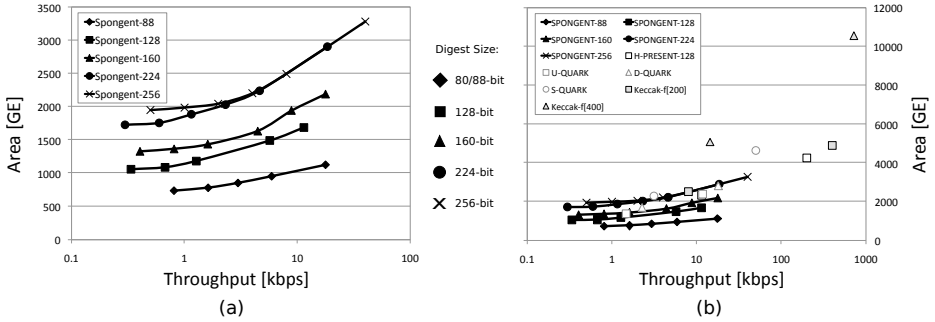 3500
3000
2500
2000
1500
1000
500
0
Area [GE]
Spongent-88
Spongent-128
Spongent-160
Spongent-224
Spongent-256
0.1 1 10 100
Throughput [kbps]
(a)
Digest Size:
80/88-bit
128-bit
160-bit
224-bit
256-bit
SPONGENT-88 SPONGENT-128
SPONGENT-160 SPONGENT-224
SPONGENT-256 H-PRESENT-128
U-QUARK D-QUARK
S-QUARK Keccak-f[200]
Keccak-f[400]
12000
10000
8000
6000
4000
2000
0
Area [GE]
0.1 1 10 100 1000
Throughput [kbps]
(b)